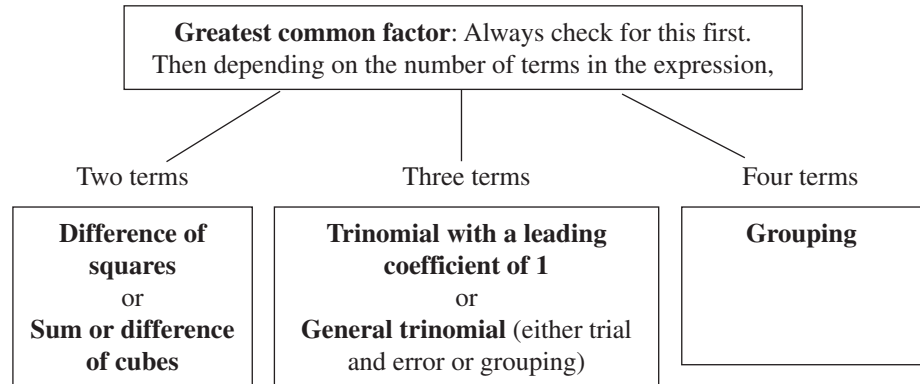 Greatest common factor: Always check for this first.
Then depending on the number of terms in the expression,
Two terms
Three terms
Four terms
Difference of
squares
or
Sum or difference
of cubes
Trinomial with a leading
coefficient of 1
or
General trinomial (either trial
and error or grouping)
Grouping